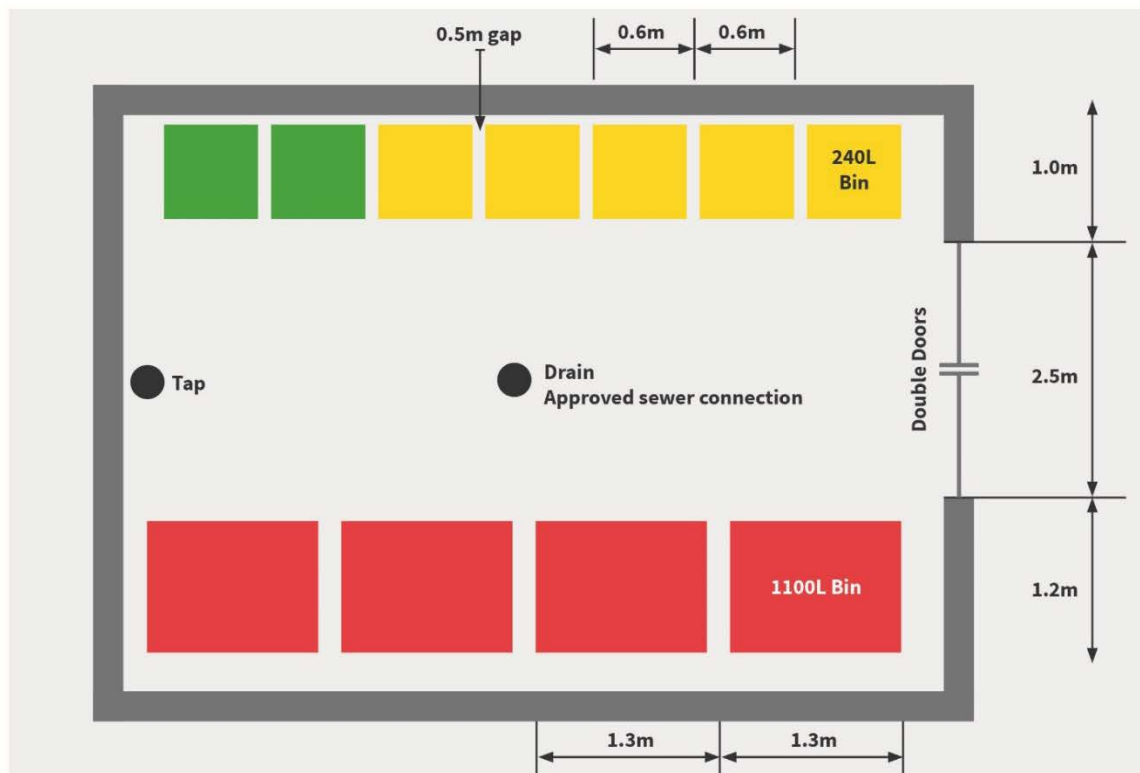 0.5m gap
0.6m
0.6m
240L
Bin
1.0m
Tap
Drain
Approved sewer connection
Double Doors
2.5m
1100L Bin
1.2m
1.3m
1.3m